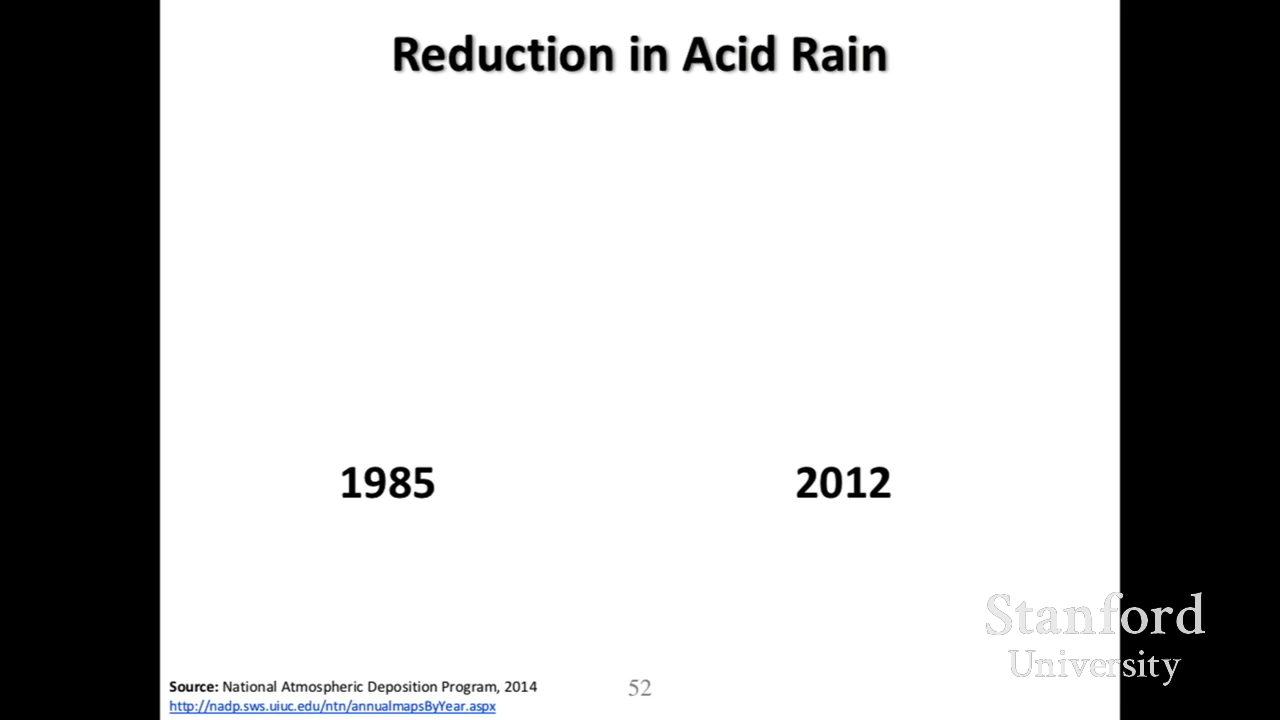 Reduction in Acid Rain
1985 2012
Stanford
University
Source: National Atmospheric Deposition Program, 2014 52
http://nadp.sws.uiuc.edu/ntn/annualmapsByYear.aspx